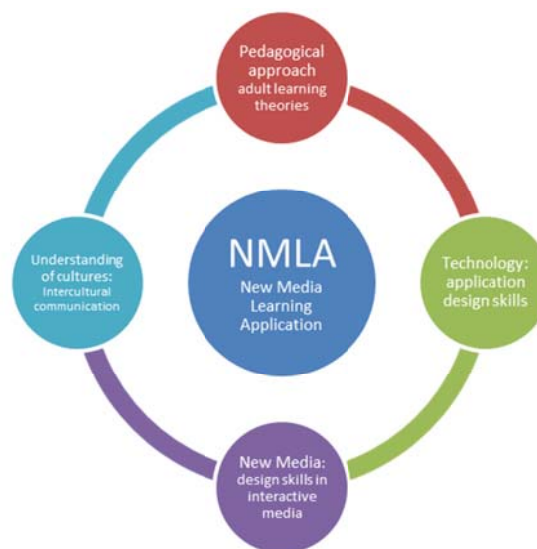 Pedagogical
approach
adult learning
theories
Understanding
of cultures:
Intercultural
communication
NMLA
New Media
Learning
Application
Technology:
application
design skills
New Media:
design skills in
interactive
media